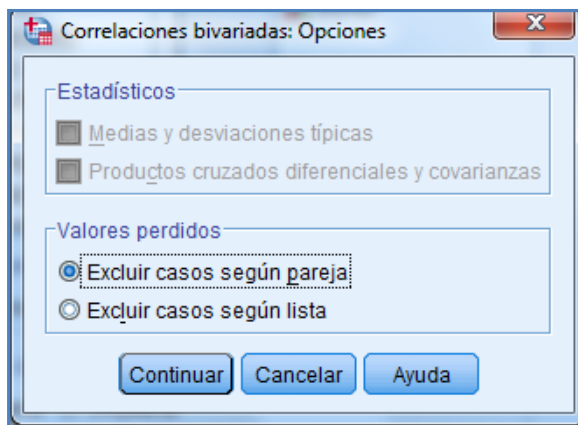 Correlaciones bivariadas: Opciones
Estadísticos
Medias y desviaciones típicas
Productos cruzados diferenciales y covarianzas
Valores perdidos
Excluir casos según pareja
Excluir casos según lista
Continuar Cancelar Ayuda